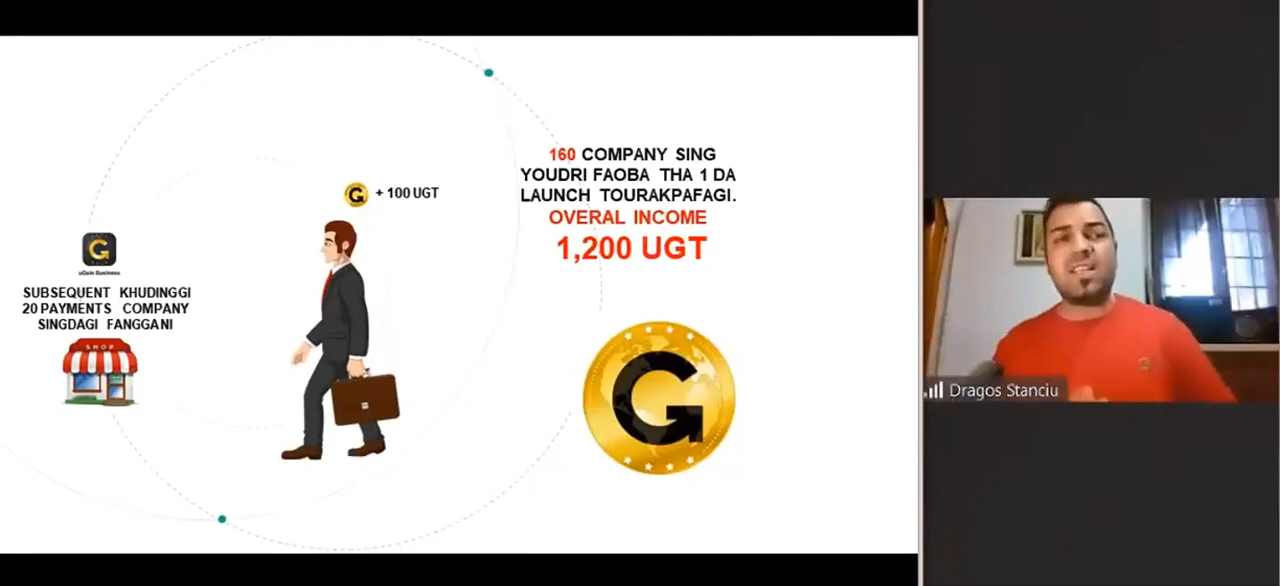 + 100 UGT
160 COMPANY SING
YOUDRI FAOBA THA 1 DA
LAUNCH TOURAKPAFAGI.
OVERAL INCOME
1,200 UGT
G
uGain Business
SUBSEQUENT KHUDINGGI
20 PAYMENTS COMPANY
SINGDAGI FANGGANI
SHOP
G
G
Dragos Stanciu